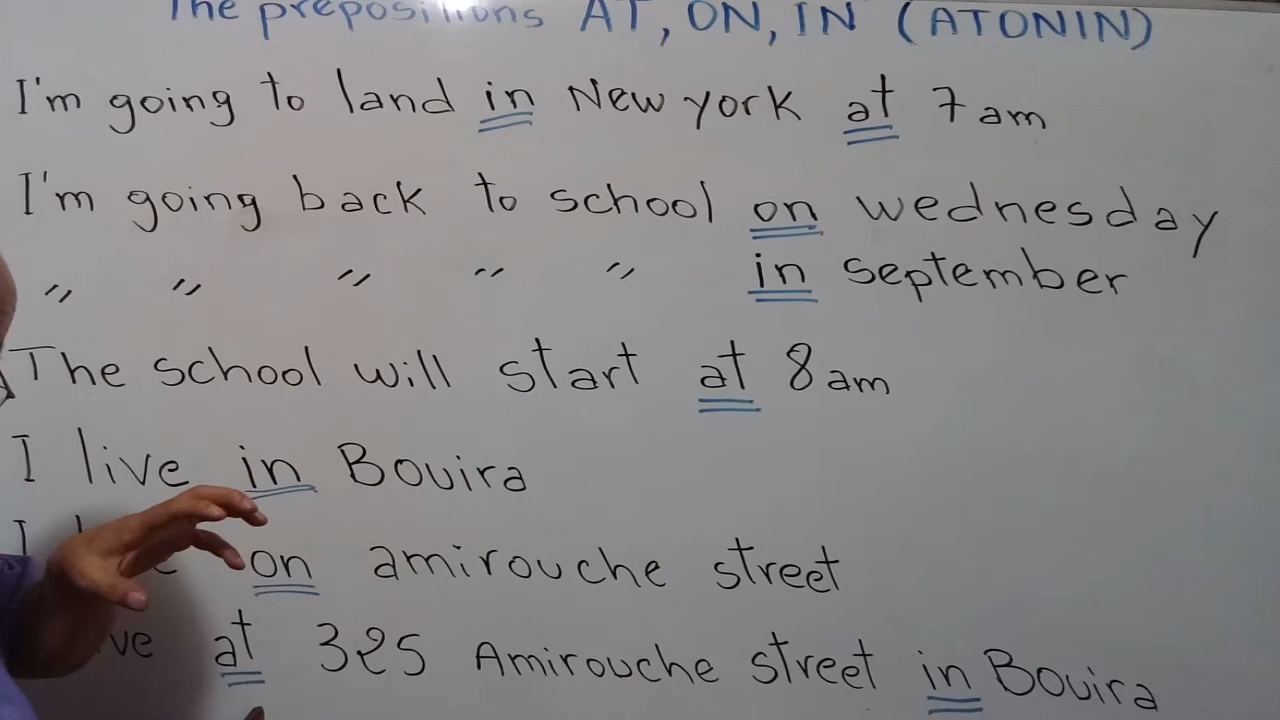 The prepositions AT, ON, IN (ATONIN)
I'm going to land in New york at 7 am
I'm going back to school on wednesday
" " " " " in september
The school will start at 8 am
I live in Bouira
I on amirouche street
at 325 Amirouche street in Bouira